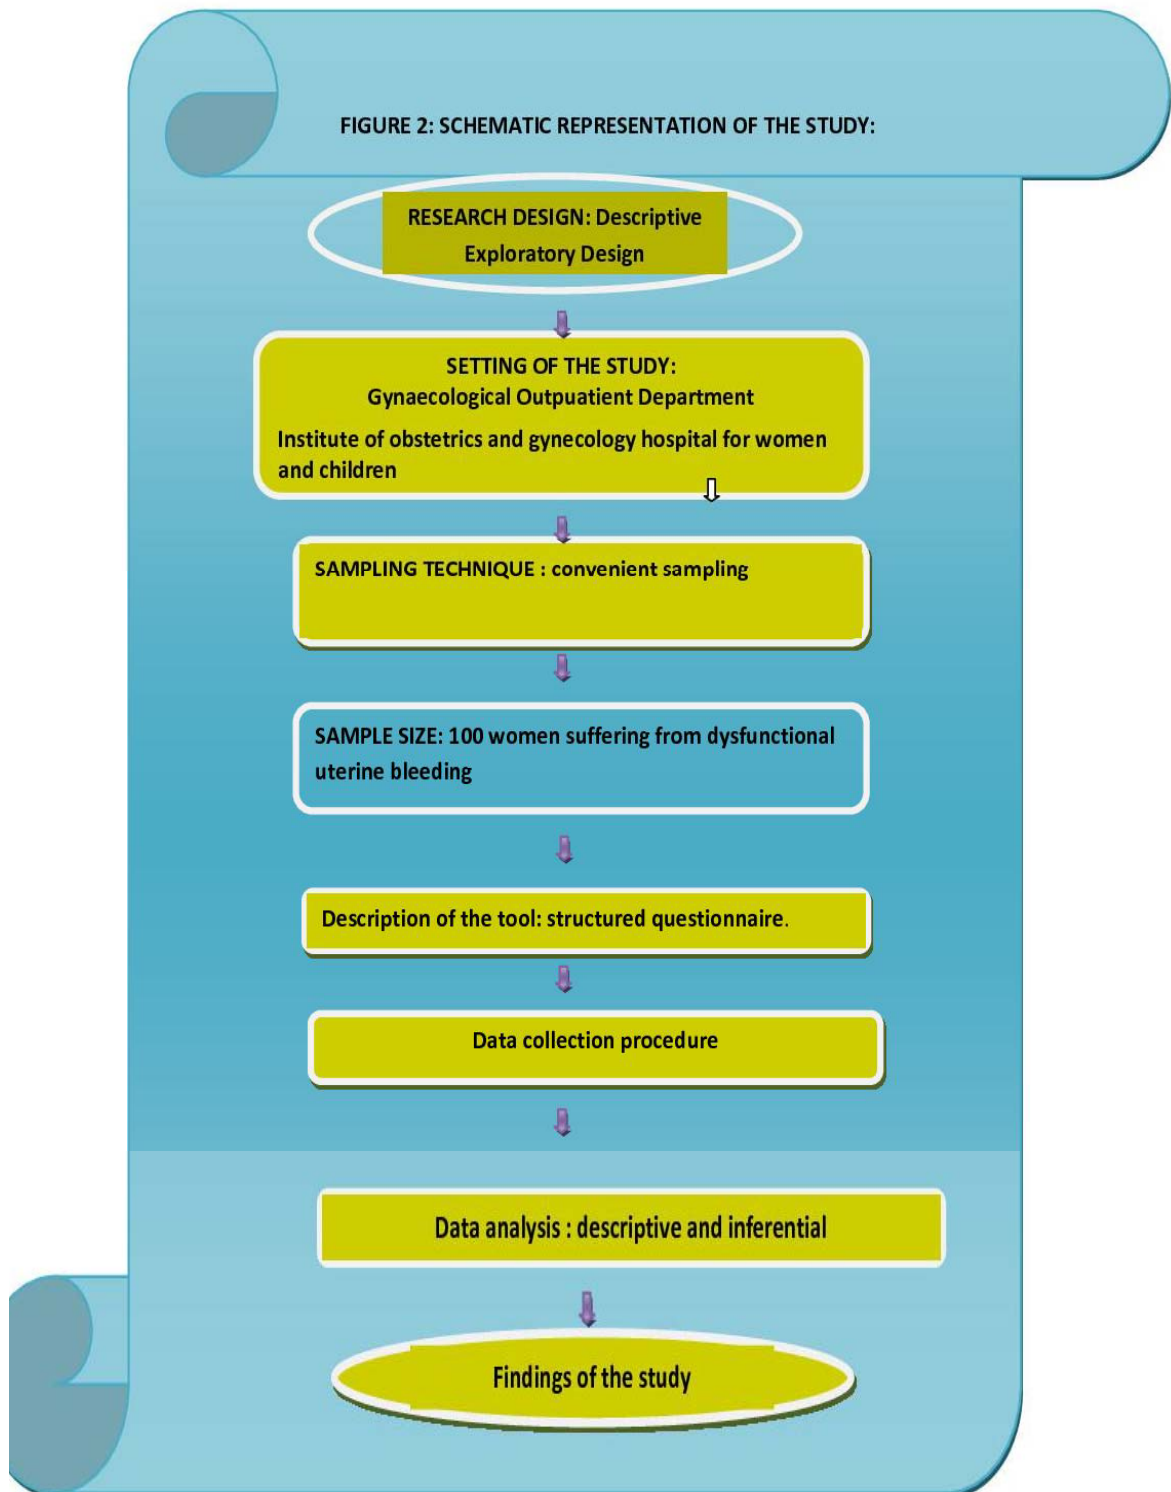 FIGURE 2: SCHEMATIC REPRESENTATION OF THE STUDY:
RESEARCH DESIGN: Descriptive
Exploratory Design
SETTING OF THE STUDY:
Gynaecological Outpuatient Department
Institute of obstetrics and gynecology hospital for women
and children
SAMPLING TECHNIQUE : convenient sampling
SAMPLE SIZE: 100 women suffering from dysfunctional
uterine bleeding
Description of the tool: structured questionnaire.
Data collection procedure
Data analysis : descriptive and inferential
Findings of the study